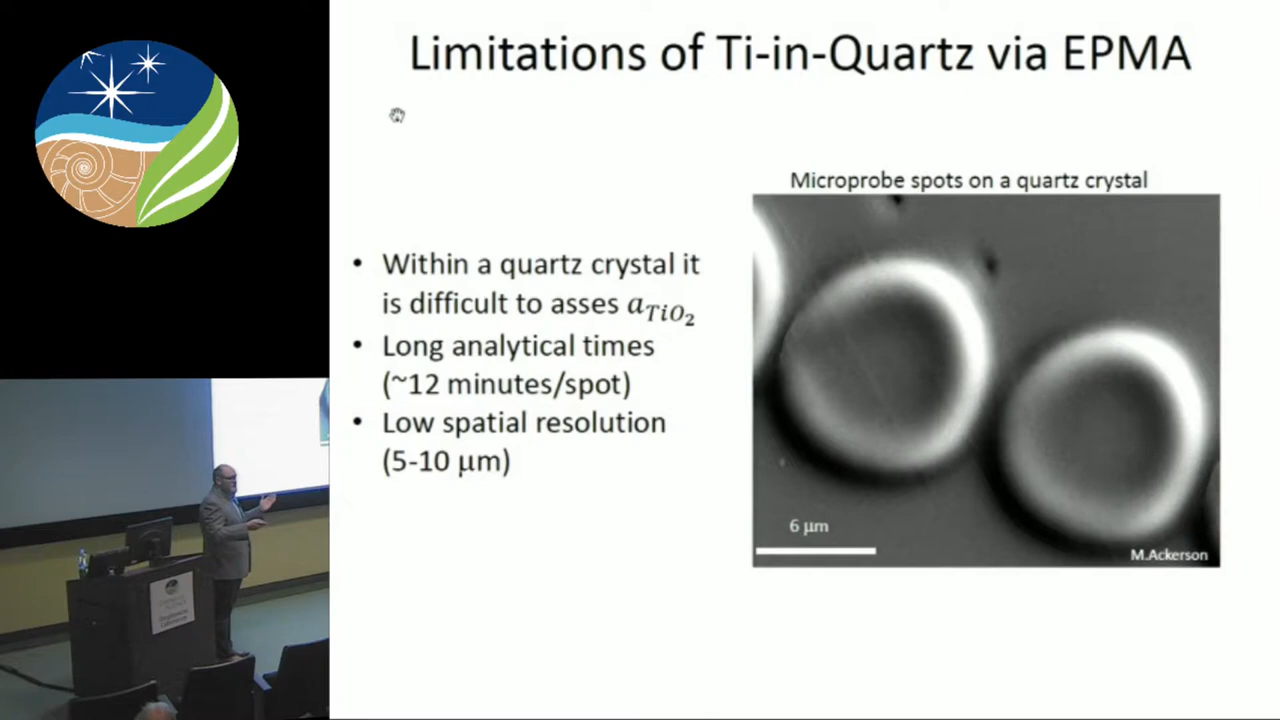 Limitations of Ti-in-Quartz via EPMA
Microprobe spots on a quartz crystal
• Within a quartz crystal it
is difficult to asses aTiO2
• Long analytical times
(~12 minutes/spot)
• Low spatial resolution
(5-10 µm)
6 µm
M.Ackerson